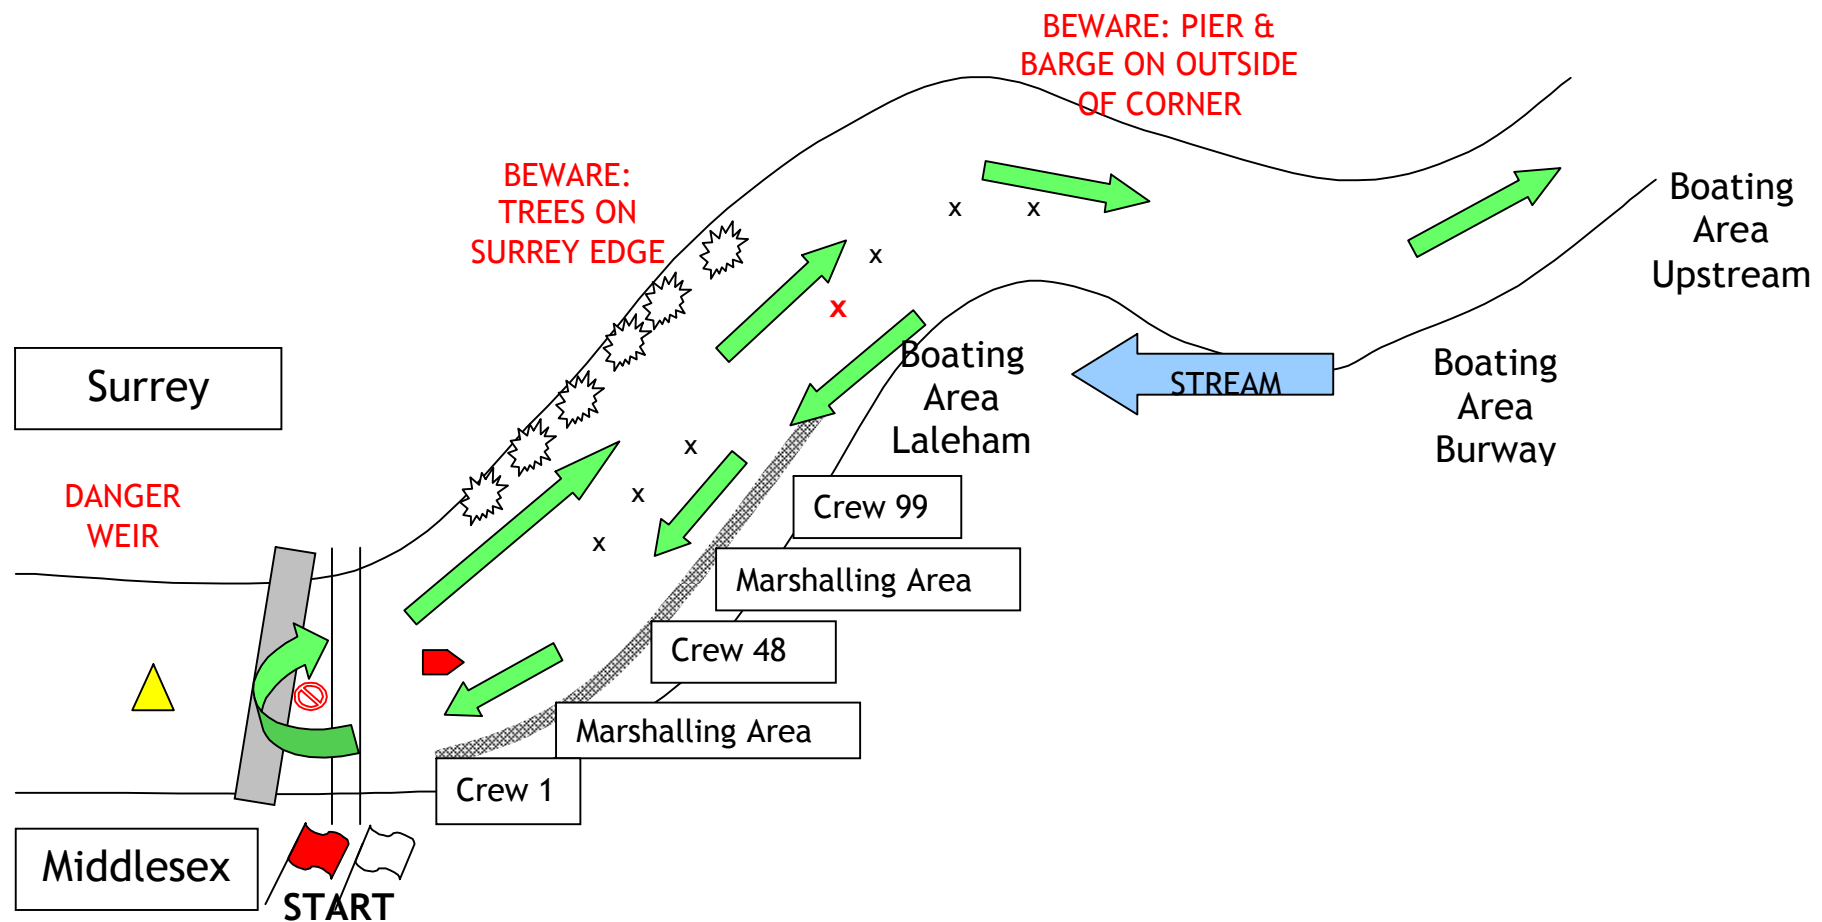 BEWARE: PIER &
BARGE ON OUTSIDE
OF CORNER
BEWARE:
TREES ON
SURREY EDGE
x
x
x
x
x
x
x
Boating
Area
Upstream
Surrey
Boating
Area
Laleham
STREAM
Boating
Area
Burway
DANGER
WEIR
Crew 99
Marshalling Area
Crew 48
Marshalling Area
Crew 1
Middlesex
START